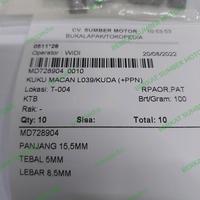 CV. SUMBER MOTOR
BUKALAPAK/TOKOPEDIA
0811"28
20/08/2022
Operator WIDI
MD728904 0010
KUKU MACAN L039/KUDA (+PPN)
Lokasi: T-004 RPAOR,PAT
KTB Brt/Gram: 100
Rak: -
Qty: 10 Sisa: Total: 10
MD728904
PANJANG 15,5MM
TEBAL 5MM
LEBAR 8,5MM